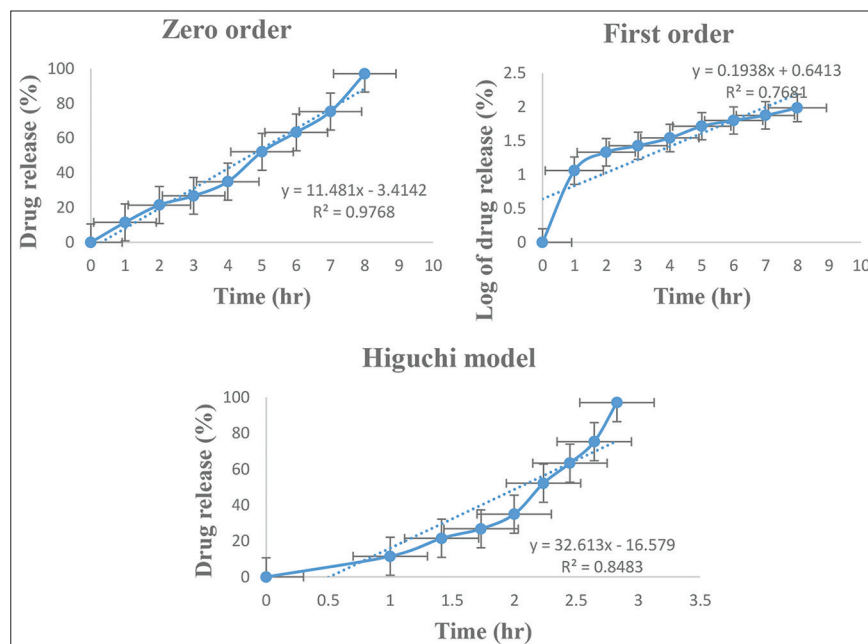 Zero order
Drug release (%)
100
80
60
40
20
0
0 1 2 3 4 5 6 7 8 9 10
Time (hr)
y = 11.481x - 3.4142
R² = 0.9768
First order
Log of drug release (%)
2.5
2
1.5
1
0.5
0
0 1 2 3 4 5 6 7 8 9 10
Time (hr)
y = 0.1938x + 0.6413
R² = 0.7681
Higuchi model
Drug release (%)
100
80
60
40
20
0
0 0.5 1 1.5 2 2.5 3 3.5
Time (hr)
y = 32.613x - 16.579
R² = 0.8483